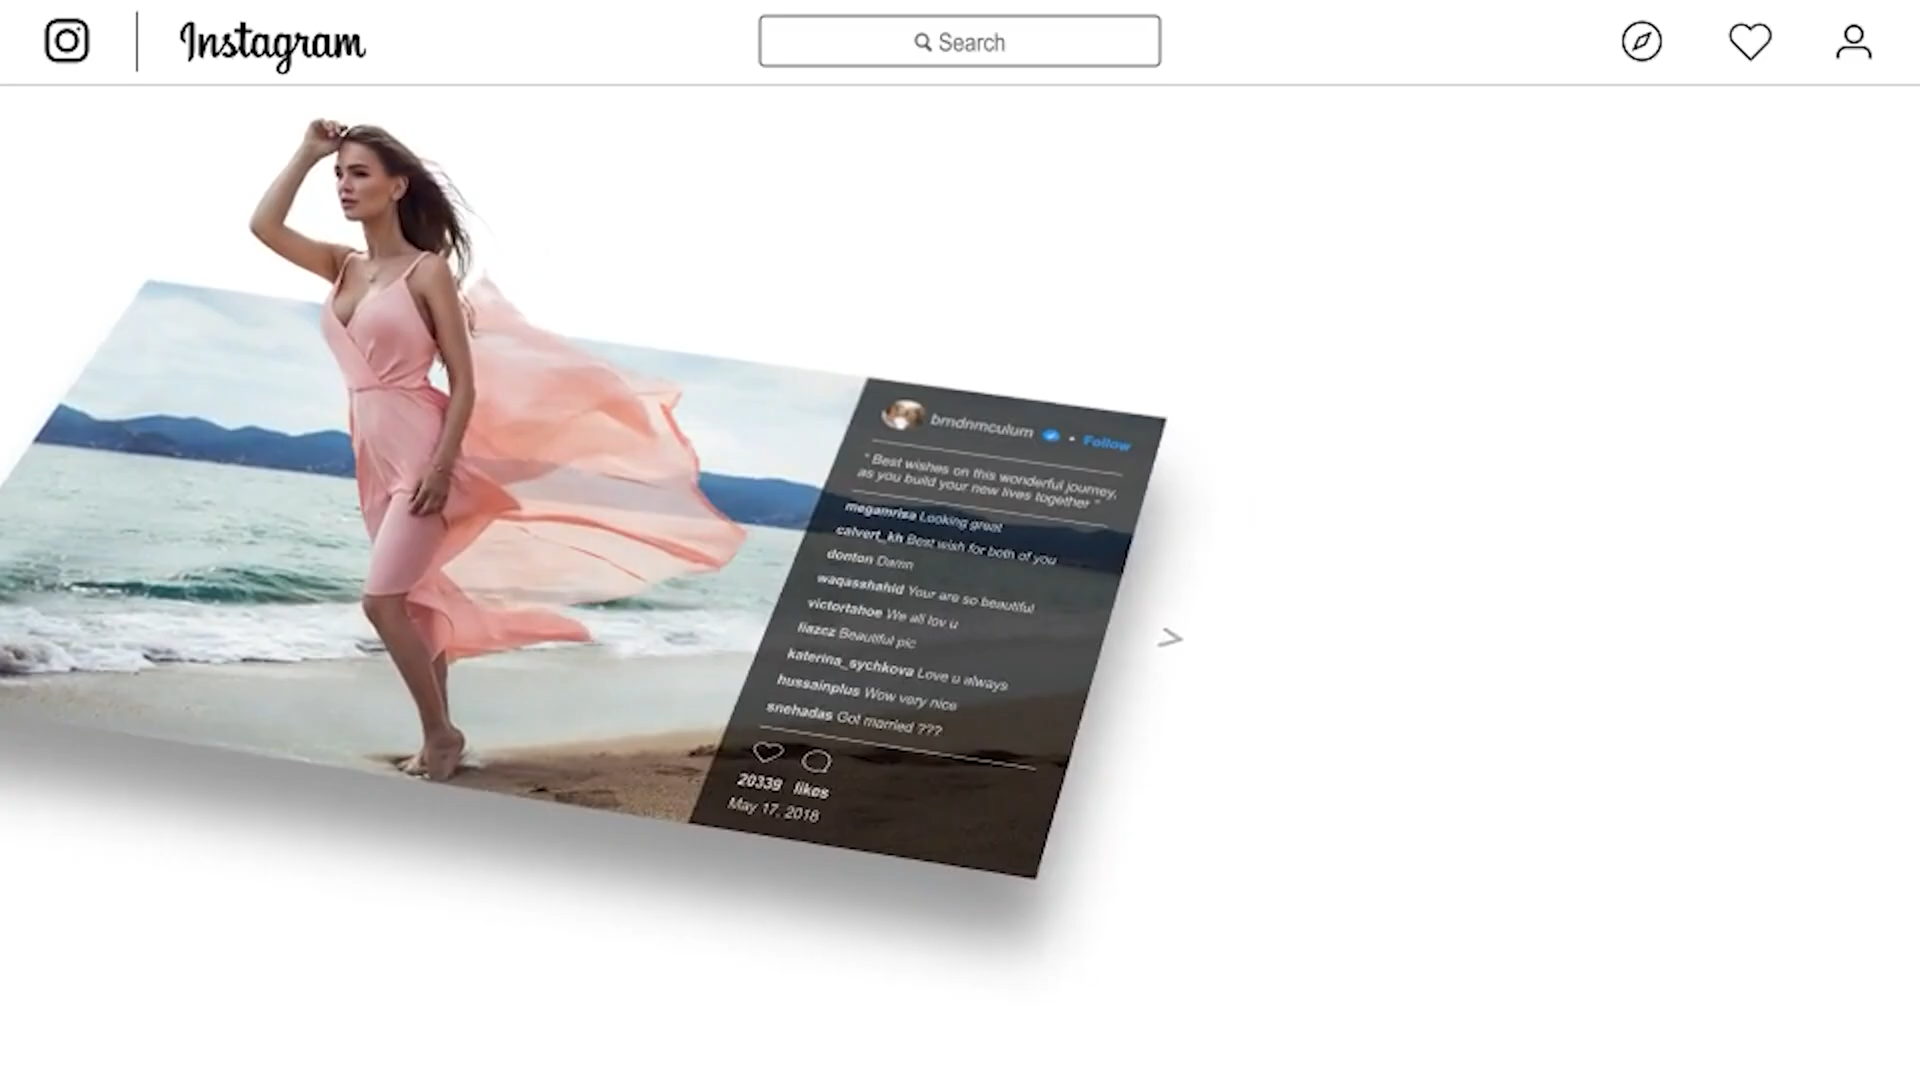 Instagram
Search
brndnmculum • Follow
" Best wishes on this wonderful journey,
as you build your new lives together "
megamrisa Looking great
calvert_kh Best wish for both of you
donton Damn
waqasshahid Your are so beautiful
victortahoe We all lov u
liazcz Beautiful pic
katerina_sychkova Love u always
hussainplus Wow very nice
snehadas Got married ???
20339 likes
May 17, 2018
>